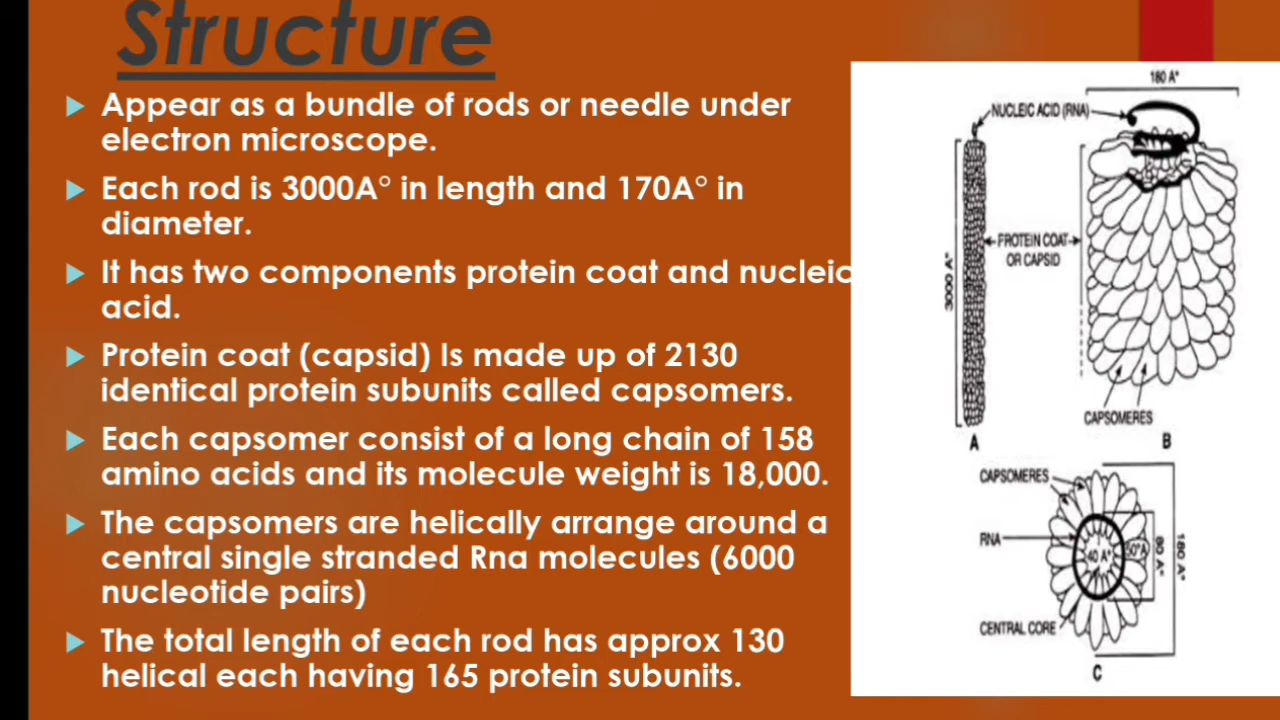 Structure
Appear as a bundle of rods or needle under
electron microscope.
Each rod is 3000A° in length and 170A° in
diameter.
It has two components protein coat and nucleic
acid.
Protein coat (capsid) Is made up of 2130
identical protein subunits called capsomers.
Each capsomer consist of a long chain of 158
amino acids and its molecule weight is 18,000.
The capsomers are helically arrange around a
central single stranded Rna molecules (6000
nucleotide pairs)
The total length of each rod has approx 130
helical each having 165 protein subunits.
180 A°
NUCLEIC ACID (RNA)
3000 A°
PROTEIN COAT
OR CAPSID
CAPSOMERES
A
B
CAPSOMERES
RNA
40 A°
80 A°
180 A°
CENTRAL CORE
C